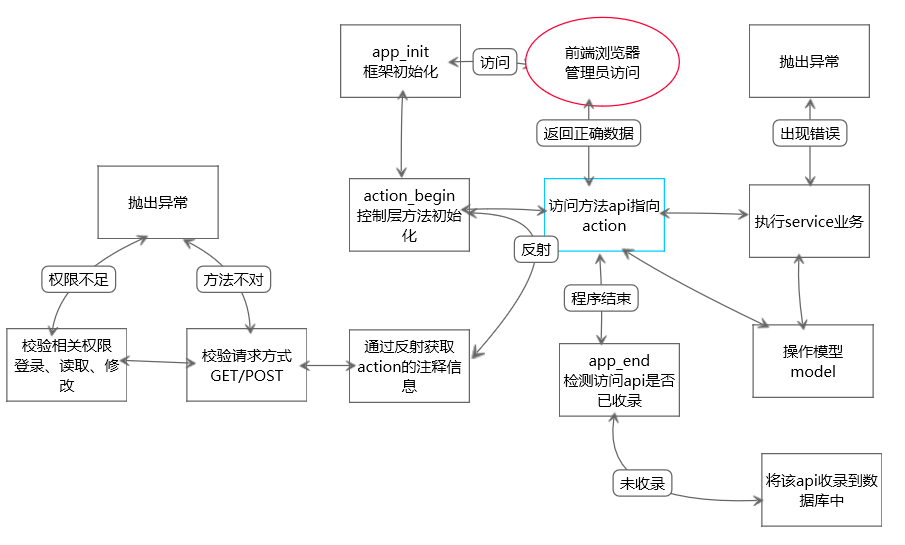 app_init
框架初始化
访问
前端浏览器
管理员访问
抛出异常
返回正确数据
出现错误
抛出异常
action_begin
控制层方法初始
化
访问方法api指向
action
执行service业务
反射
权限不足
方法不对
程序结束
校验相关权限
登录、读取、修
改
校验请求方式
GET/POST
通过反射获取
action的注释信
息
app_end
检测访问api是否
已收录
操作模型
model
未收录
将该api收录到数
据库中